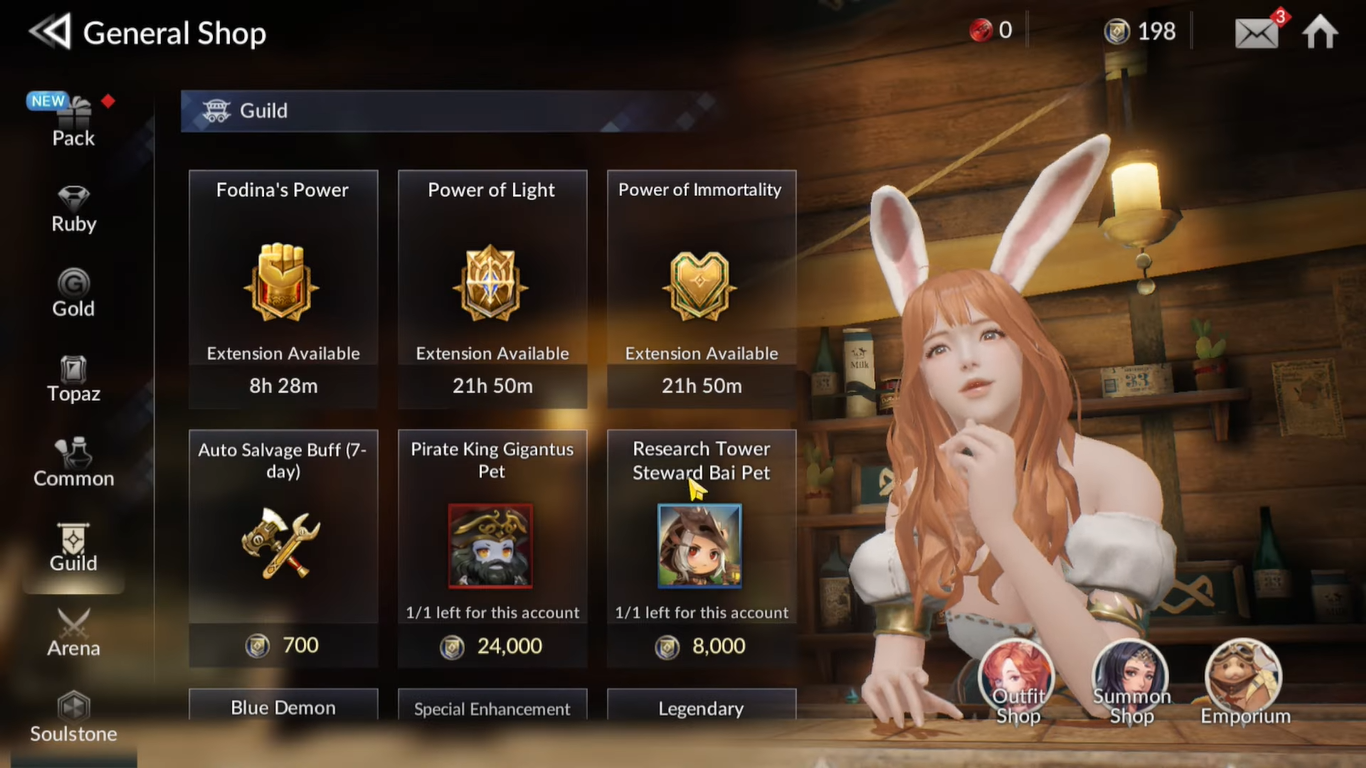 General Shop
0
198
3
NEW
Pack
Ruby
Gold
Topaz
Common
Guild
Arena
Soulstone
Guild
Fodina's Power
Extension Available
8h 28m
Power of Light
Extension Available
21h 50m
Power of Immortality
Extension Available
21h 50m
Auto Salvage Buff (7-
day)
700
Pirate King Gigantus
Pet
1/1 left for this account
24,000
Research Tower
Steward Bai Pet
1/1 left for this account
8,000
Blue Demon
Special Enhancement
Legendary
Milk
33
Outfit
Shop
Summon
Shop
Emporium